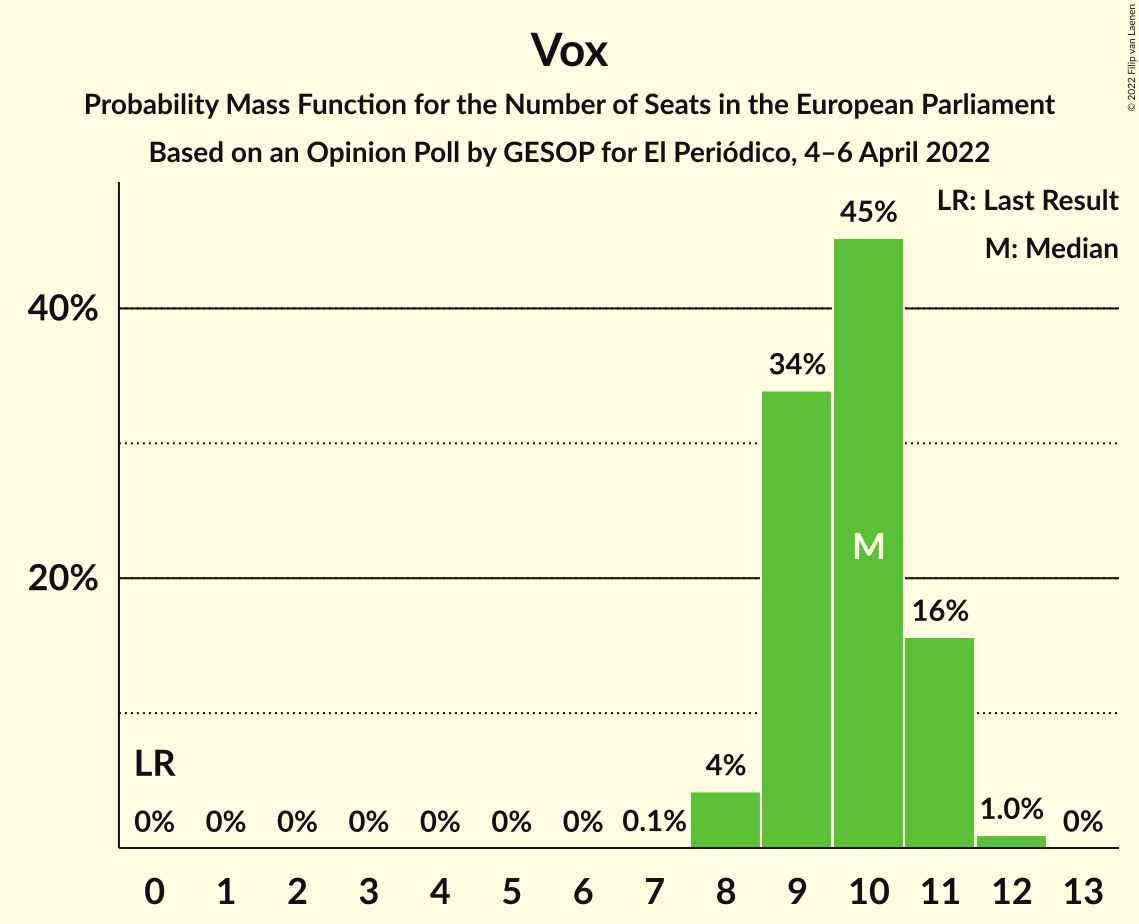 Vox
Probability Mass Function for the Number of Seats in the European Parliament
Based on an Opinion Poll by GESOP for El Periódico, 4–6 April 2022
© 2022 Filip van Laenen
LR: Last Result
M: Median
45%
40%
34%
M
20%
16%
LR
4%
0% 0% 0% 0% 0% 0% 0% 0.1% 1.0% 0%
0 1 2 3 4 5 6 7 8 9 10 11 12 13